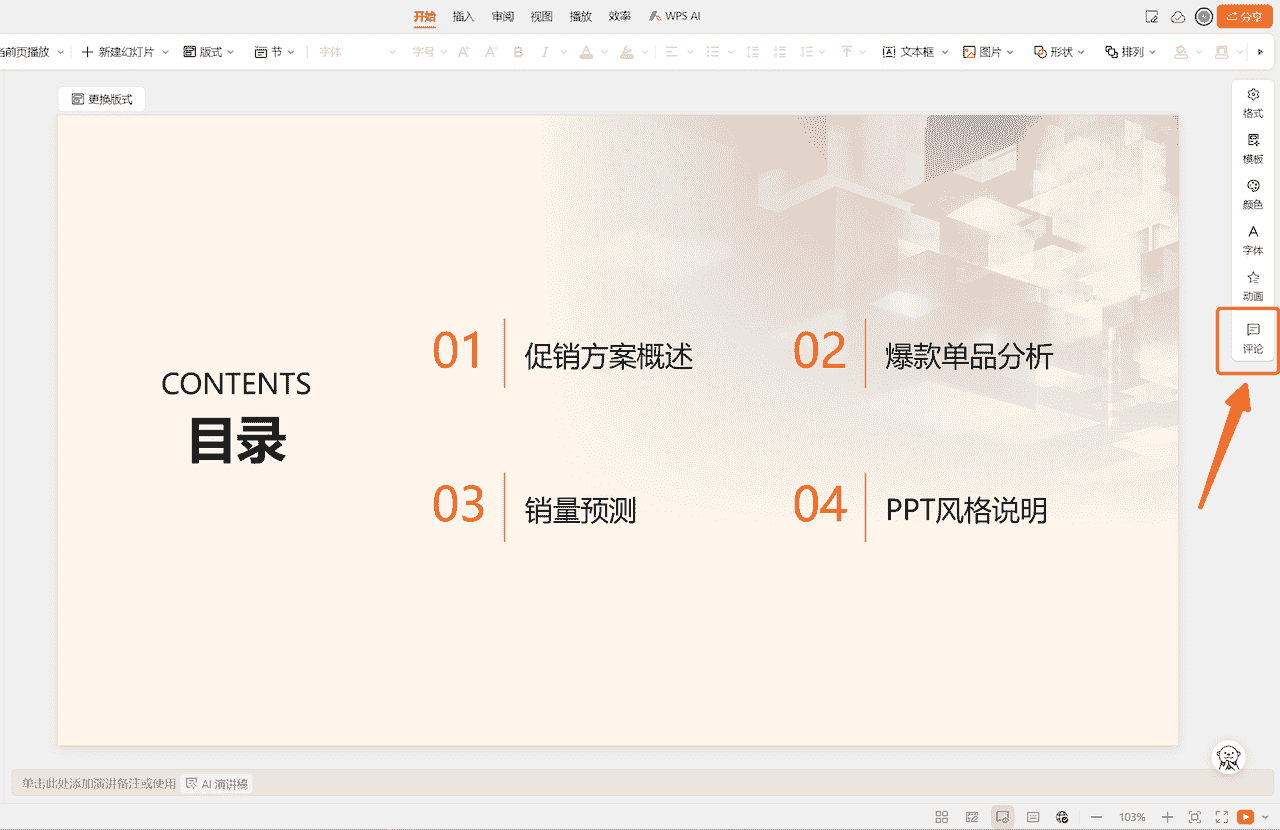 开始 插入 审阅 视图 播放 效率 WPS AI 分享
当前页播放 新建幻灯片 版式 节 字体 字号 A A B I A 文本框 图片 形状 排列
更换版式
格式
模板
颜色
A
字体
动画
评论
01 促销方案概述 02 爆款单品分析
CONTENTS
目录
03 销量预测 04 PPT风格说明
单击此处添加演讲备注或使用 AI 演讲稿
103%